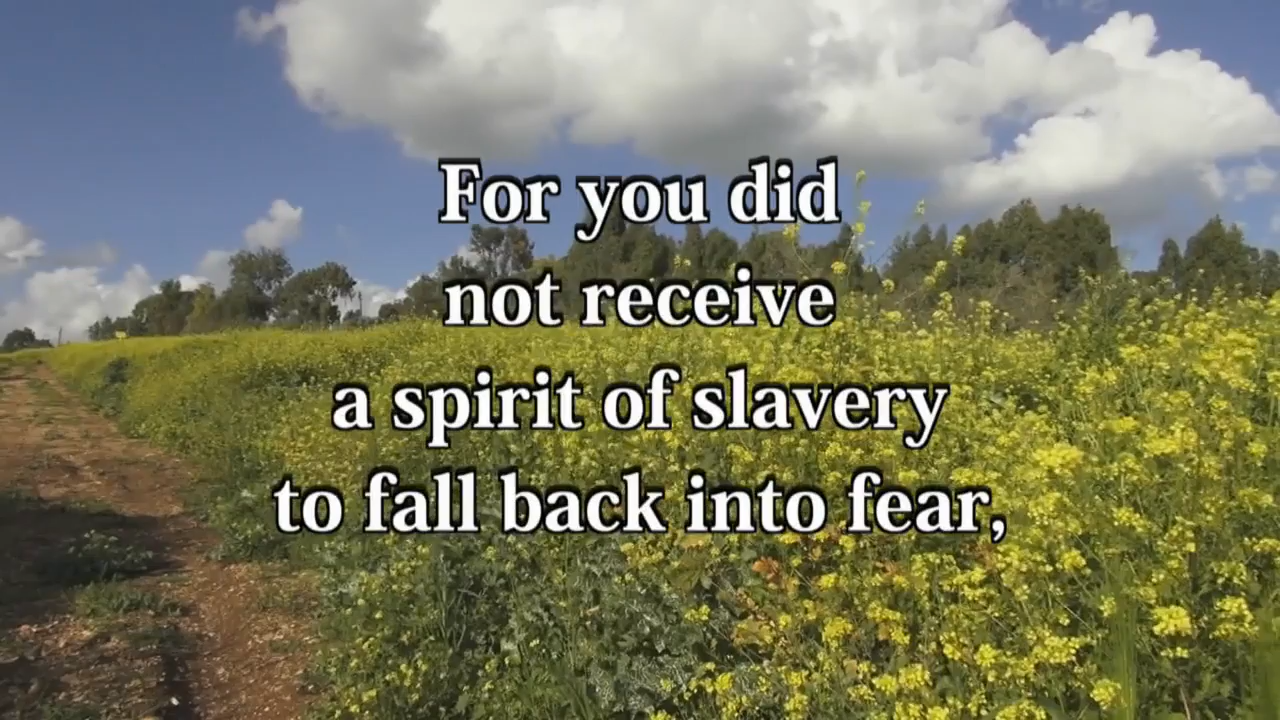 For you did
not receive
a spirit of slavery
to fall back into fear,